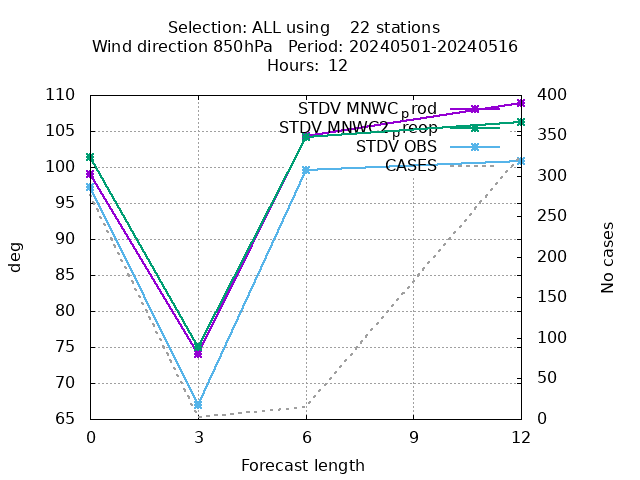 Selection: ALL using 22 stations
Wind direction 850hPa Period: 20240501-20240516
Hours: 12
110
105
100
95
90
85
80
75
70
65
400
350
300
250
200
150
100
50
0
STDV MNWC_prod
STDV MNWC2_preop
STDV OBS
CASES
deg
No cases
0 3 6 9 12
Forecast length